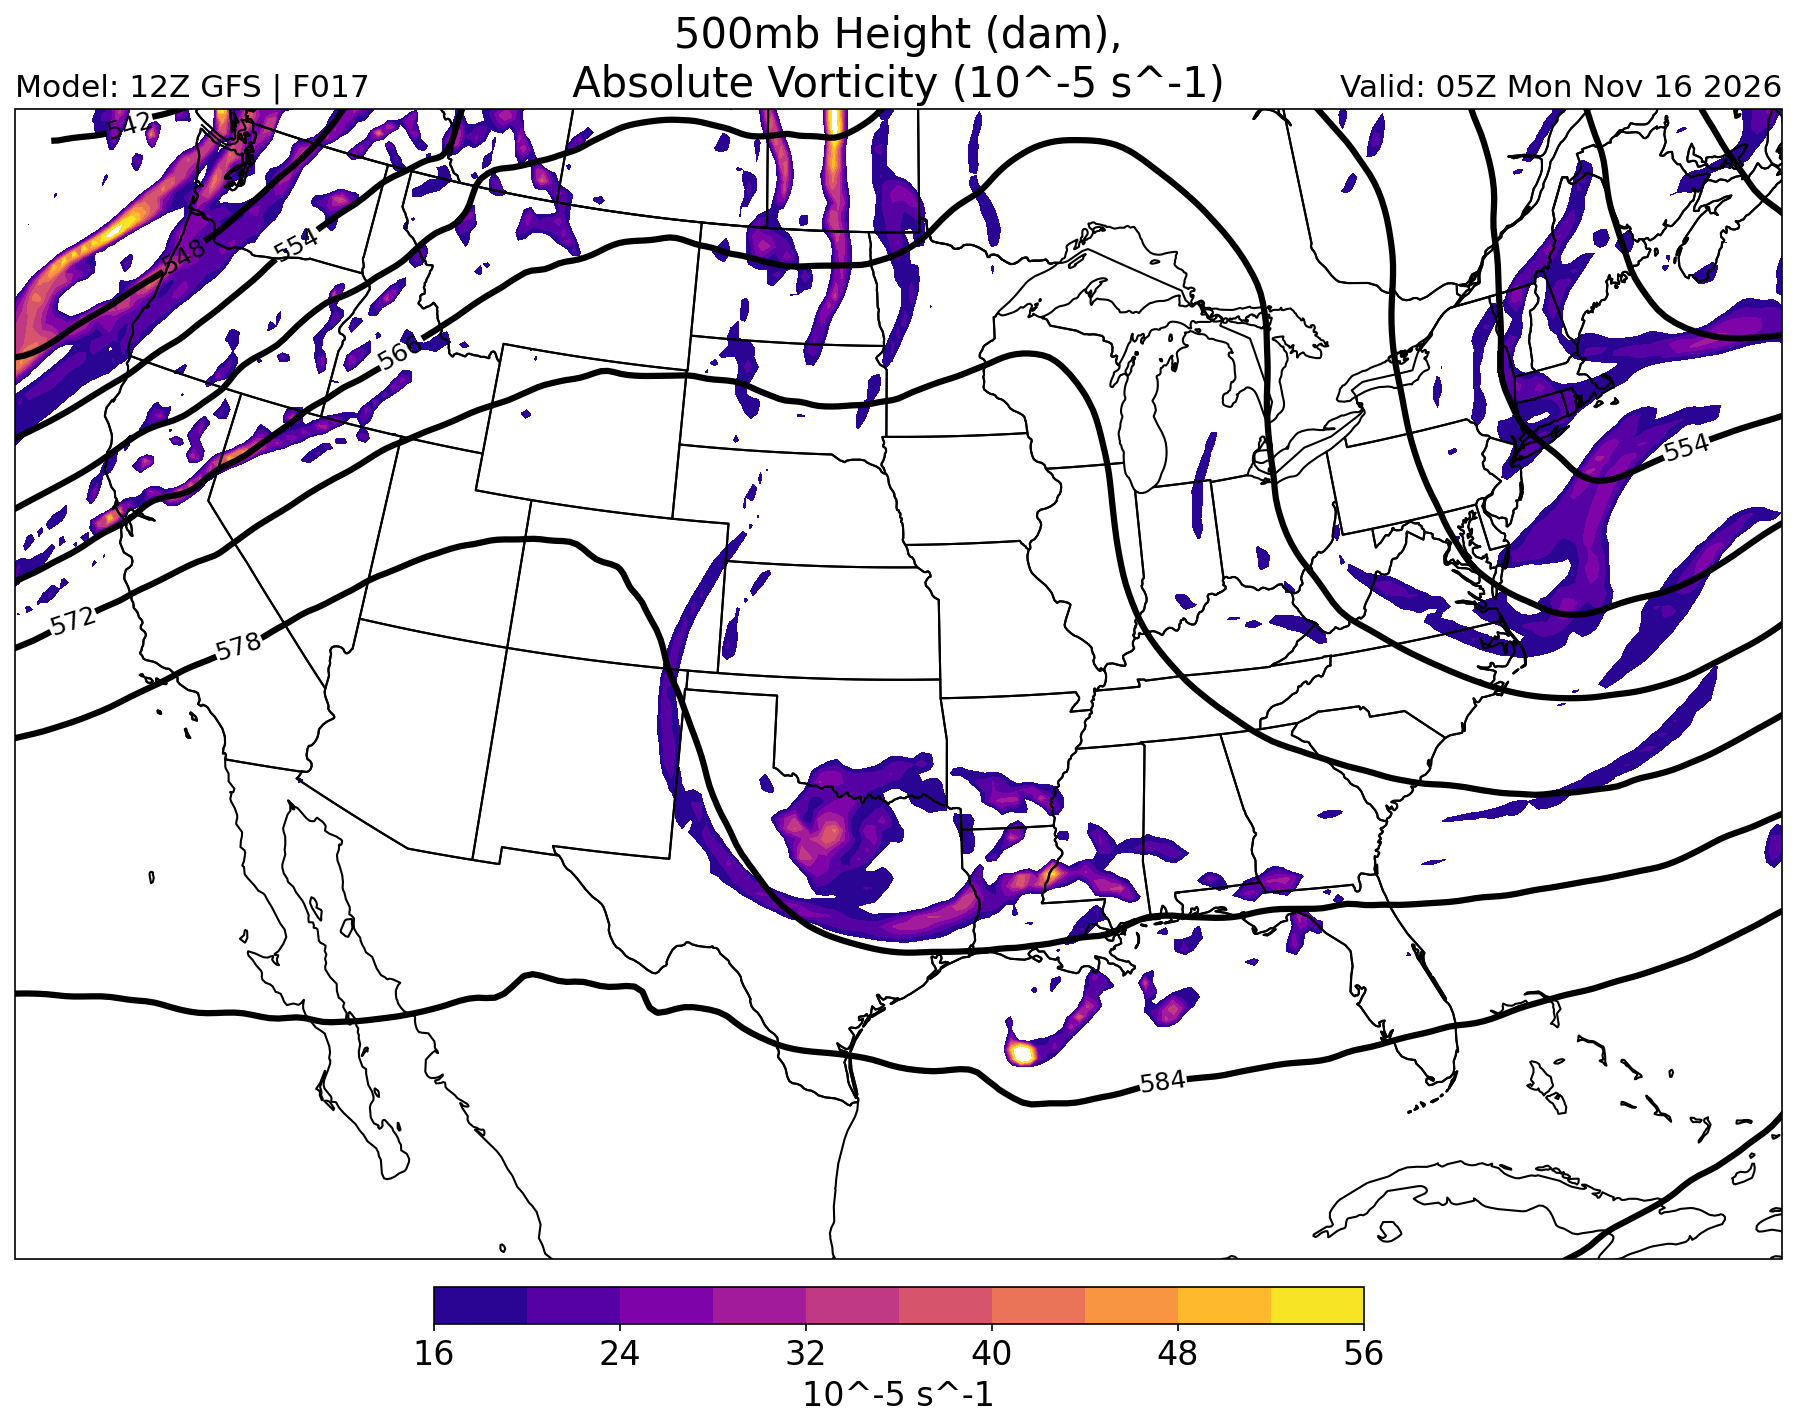 500mb Height (dam),
Model: 12Z GFS | F017
Absolute Vorticity (10^-5 s^-1)
Valid: 05Z Mon Nov 16 2026
542
548
554
566
554
572
578
584
16 24 32 40 48 56
10^-5 s^-1